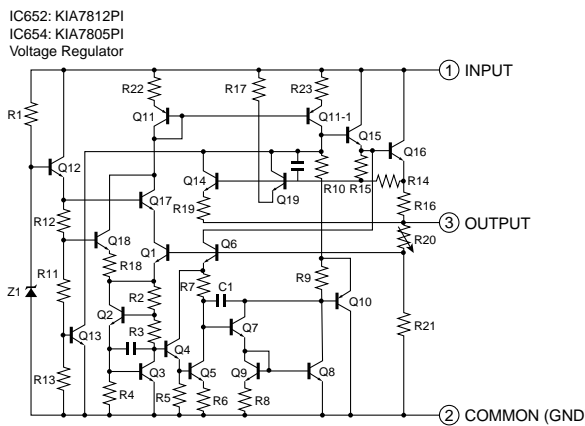 IC652: KIA7812PI
IC654: KIA7805PI
Voltage Regulator
1 INPUT
R22
R17
R23
R1
Q11
Q11-1
Q15
Q16
Q12
Q14
R10
R15
R14
Q17
R19
Q19
R16
R12
3 OUTPUT
Q18
Q1
Q6
R20
R18
R11
R2
R7
C1
R9
Z1
Q2
Q10
R3
Q7
R21
Q13
Q4
R13
Q3
Q5
Q9
Q8
R4
R5
R6
R8
2 COMMON (GND